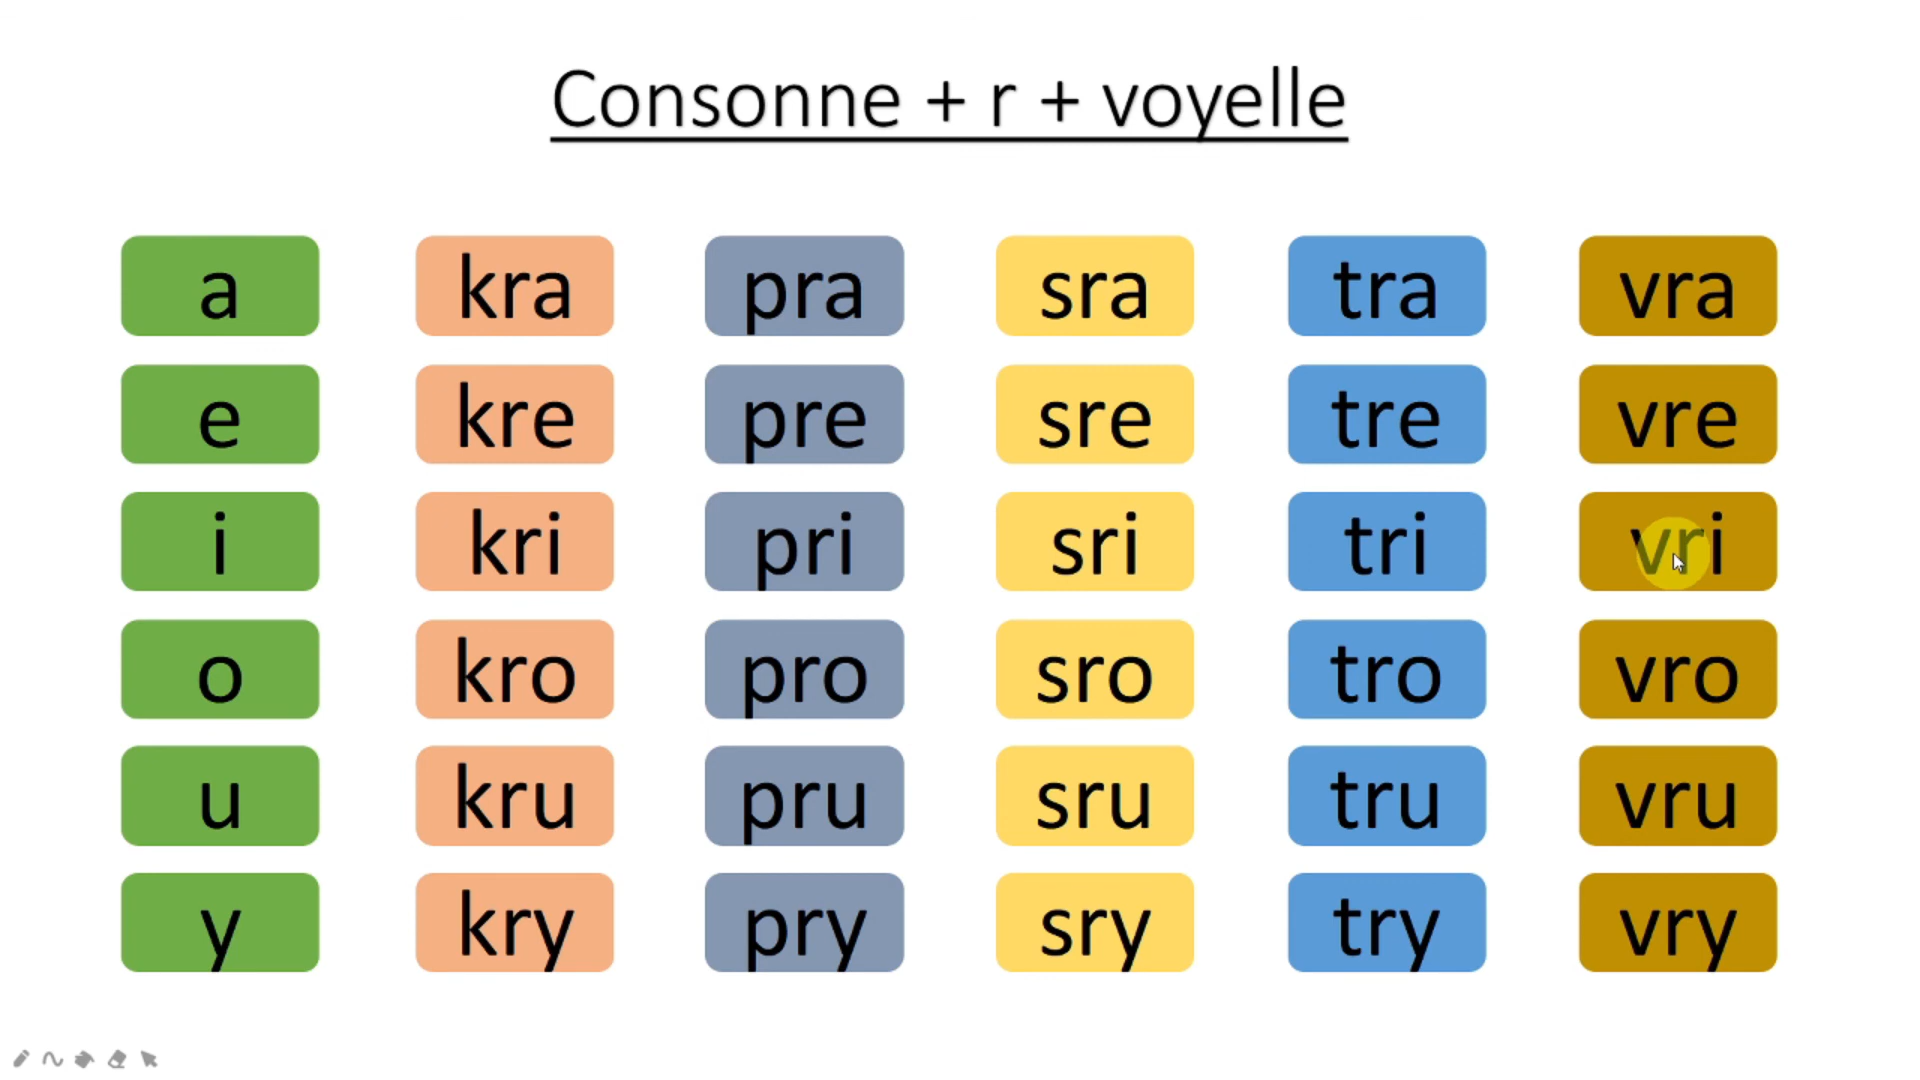 Consonne + r + voyelle
a kra pra sra tra vra
e kre pre sre tre vre
i kri pri sri tri vri
o kro pro sro tro vro
u kru pru sru tru vru
y kry pry sry try vry